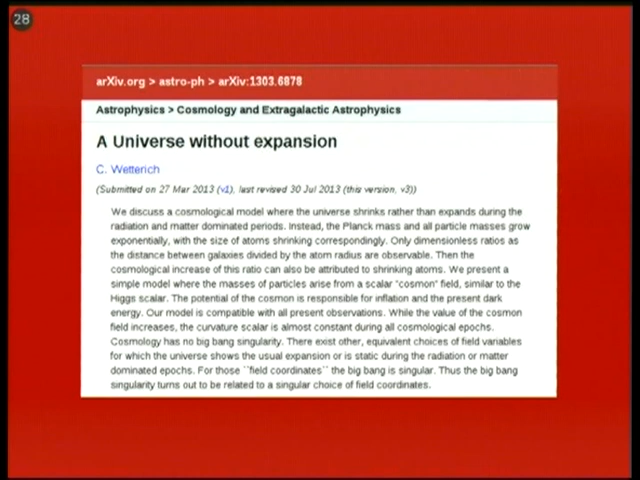 28
arXiv.org > astro-ph > arXiv:1303.6878
Astrophysics > Cosmology and Extragalactic Astrophysics
A Universe without expansion
C. Wetterich
(Submitted on 27 Mar 2013 (v1), last revised 30 Jul 2013 (this version, v3))
We discuss a cosmological model where the universe shrinks rather than expands during the
radiation and matter dominated periods. Instead, the Planck mass and all particle masses grow
exponentially, with the size of atoms shrinking correspondingly. Only dimensionless ratios as
the distance between galaxies divided by the atom radius are observable. Then the
cosmological increase of this ratio can also be attributed to shrinking atoms. We present a
simple model where the masses of particles arise from a scalar "cosmon" field, similar to the
Higgs scalar. The potential of the cosmon is responsible for inflation and the present dark
energy. Our model is compatible with all present observations. While the value of the cosmon
field increases, the curvature scalar is almost constant during all cosmological epochs.
Cosmology has no big bang singularity. There exist other, equivalent choices of field variables
for which the universe shows the usual expansion or is static during the radiation or matter
dominated epochs. For those ``field coordinates`` the big bang is singular. Thus the big bang
singularity turns out to be related to a singular choice of field coordinates.